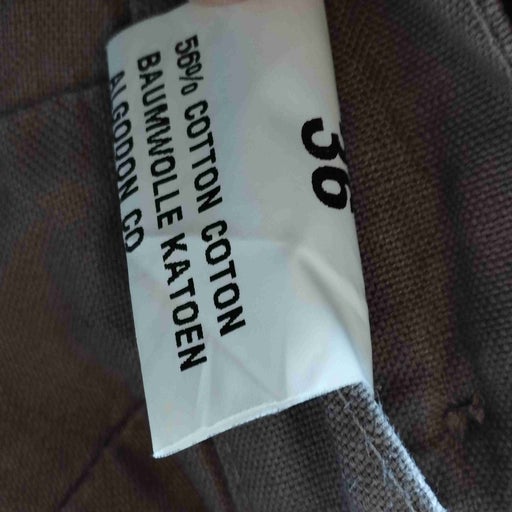 36
56% COTTON COTON
BAUMWOLLE KATOEN
ALGODON CO